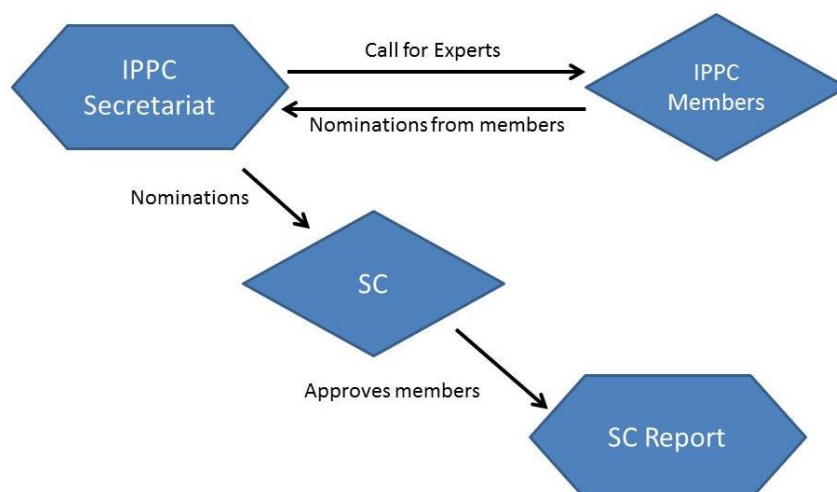 IPPC
Secretariat
Call for Experts
IPPC
Members
Nominations from members
Nominations
SC
Approves members
SC Report